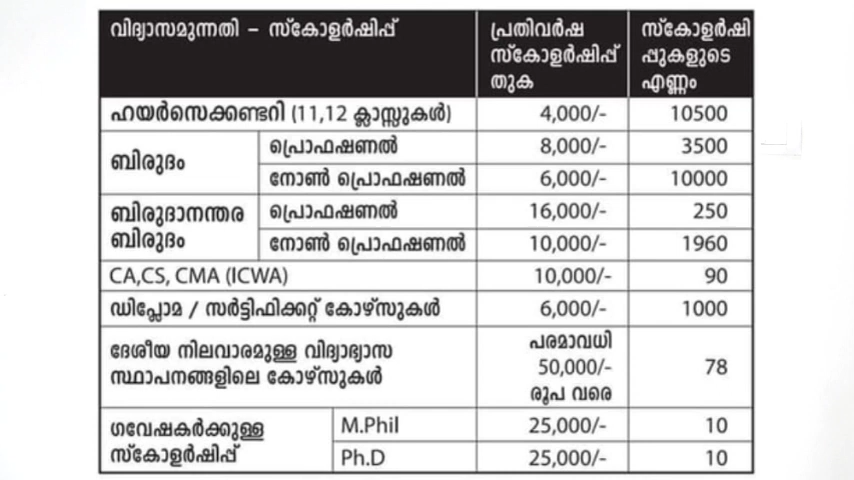 വിദ്യാസമുന്നതി – സ്കോളർഷിപ്പ്
പ്രതിവർഷ
സ്കോളർഷിപ്പ്
തുക
സ്കോളർഷി
പ്പുകളുടെ
എണ്ണം
ഹയർസെക്കണ്ടറി (11,12 ക്ലാസ്സുകൾ) 4,000/- 10500
ബിരുദം
പ്രൊഫഷണൽ 8,000/- 3500
നോൺ പ്രൊഫഷണൽ 6,000/- 10000
ബിരുദാനന്തര
ബിരുദം
പ്രൊഫഷണൽ 16,000/- 250
നോൺ പ്രൊഫഷണൽ 10,000/- 1960
CA,CS, CMA (ICWA) 10,000/- 90
ഡിപ്ലോമ / സർട്ടിഫിക്കറ്റ് കോഴ്സുകൾ 6,000/- 1000
ദേശീയ നിലവാരമുള്ള വിദ്യാഭ്യാസ
സ്ഥാപനങ്ങളിലെ കോഴ്സുകൾ
പരമാവധി
50,000/-
രൂപ വരെ
78
ഗവേഷകർക്കുള്ള
സ്കോളർഷിപ്പ്
M.Phil 25,000/- 10
Ph.D 25,000/- 10